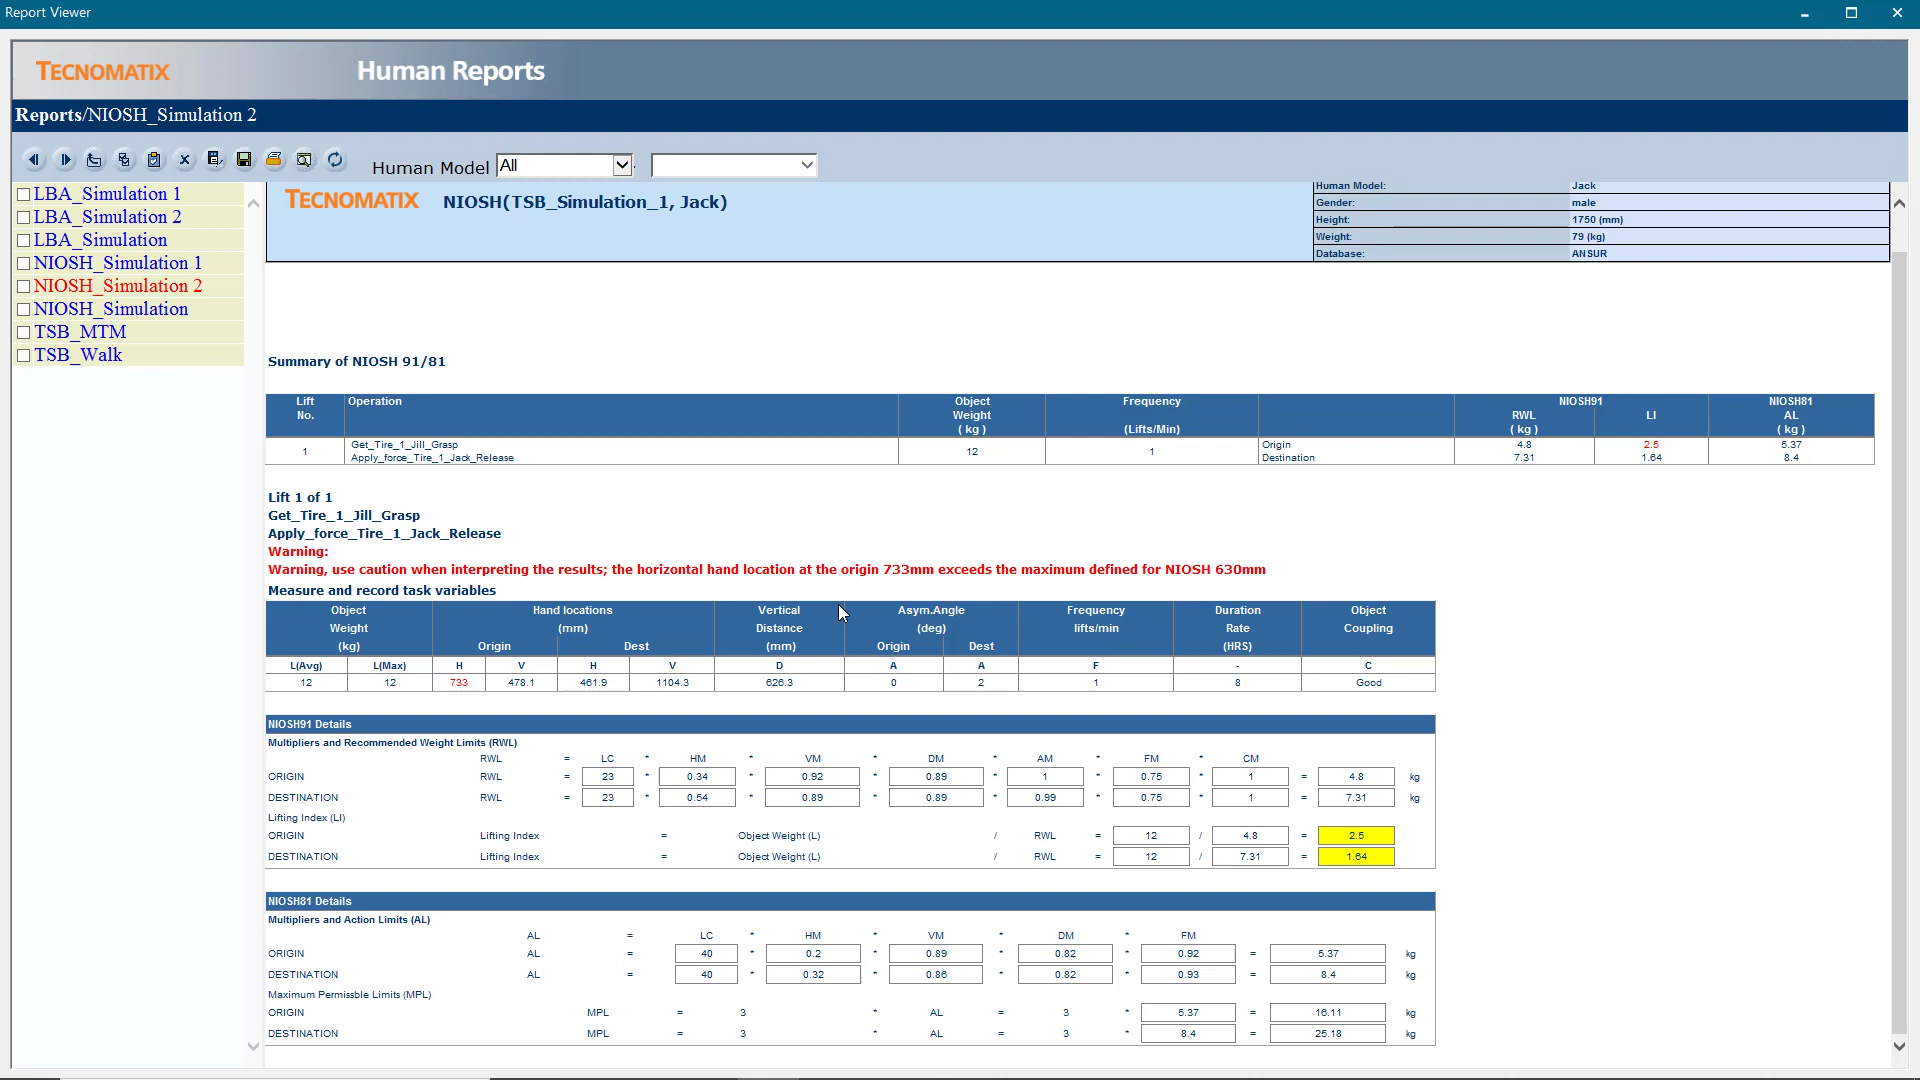 Report Viewer
TECNOMATIX Human Reports
Reports/NIOSH_Simulation 2
Human Model All
LBA_Simulation 1
LBA_Simulation 2
LBA_Simulation
NIOSH_Simulation 1
NIOSH_Simulation 2
NIOSH_Simulation
TSB_MTM
TSB_Walk
TECNOMATIX NIOSH(TSB_Simulation_1, Jack)
Human Model: Jack
Gender: male
Height: 1750 (mm)
Weight: 79 (kg)
Database: ANSUR
Summary of NIOSH 91/81
Lift Operation Object Frequency NIOSH91 NIOSH81
No. Weight RWL LI AL
( kg ) (Lifts/Min) ( kg ) ( kg )
Get_Tire_1_Jill_Grasp Origin 4.8 2.5 5.37
1 12 1
Apply_force_Tire_1_Jack_Release Destination 7.31 1.64 8.4
Lift 1 of 1
Get_Tire_1_Jill_Grasp
Apply_force_Tire_1_Jack_Release
Warning:
Warning, use caution when interpreting the results; the horizontal hand location at the origin 733mm exceeds the maximum defined for NIOSH 630mm
Measure and record task variables
Object Hand locations Vertical Asym.Angle Frequency Duration Object
Weight (mm) Distance (deg) lifts/min Rate Coupling
(kg) Origin Dest (mm) Origin Dest (HRS)
L(Avg) L(Max) H V H V D A A F - C
12 12 733 478.1 461.9 1104.3 626.3 0 2 1 8 Good
NIOSH91 Details
Multipliers and Recommended Weight Limits (RWL)
RWL = LC * HM * VM * DM * AM * FM * CM
ORIGIN RWL = 23 * 0.34 * 0.92 * 0.89 * 1 * 0.75 * 1 = 4.8 kg
DESTINATION RWL = 23 * 0.54 * 0.89 * 0.89 * 0.99 * 0.75 * 1 = 7.31 kg
Lifting Index (LI)
ORIGIN Lifting Index = Object Weight (L) / RWL = 12 / 4.8 = 2.5
DESTINATION Lifting Index = Object Weight (L) / RWL = 12 / 7.31 = 1.64
NIOSH81 Details
Multipliers and Action Limits (AL)
AL = LC * HM * VM * DM * FM
ORIGIN AL = 40 * 0.2 * 0.89 * 0.82 * 0.92 = 5.37 kg
DESTINATION AL = 40 * 0.32 * 0.86 * 0.82 * 0.93 = 8.4 kg
Maximum Permissble Limits (MPL)
ORIGIN MPL = 3 * AL = 3 * 5.37 = 16.11 kg
DESTINATION MPL = 3 * AL = 3 * 8.4 = 25.18 kg